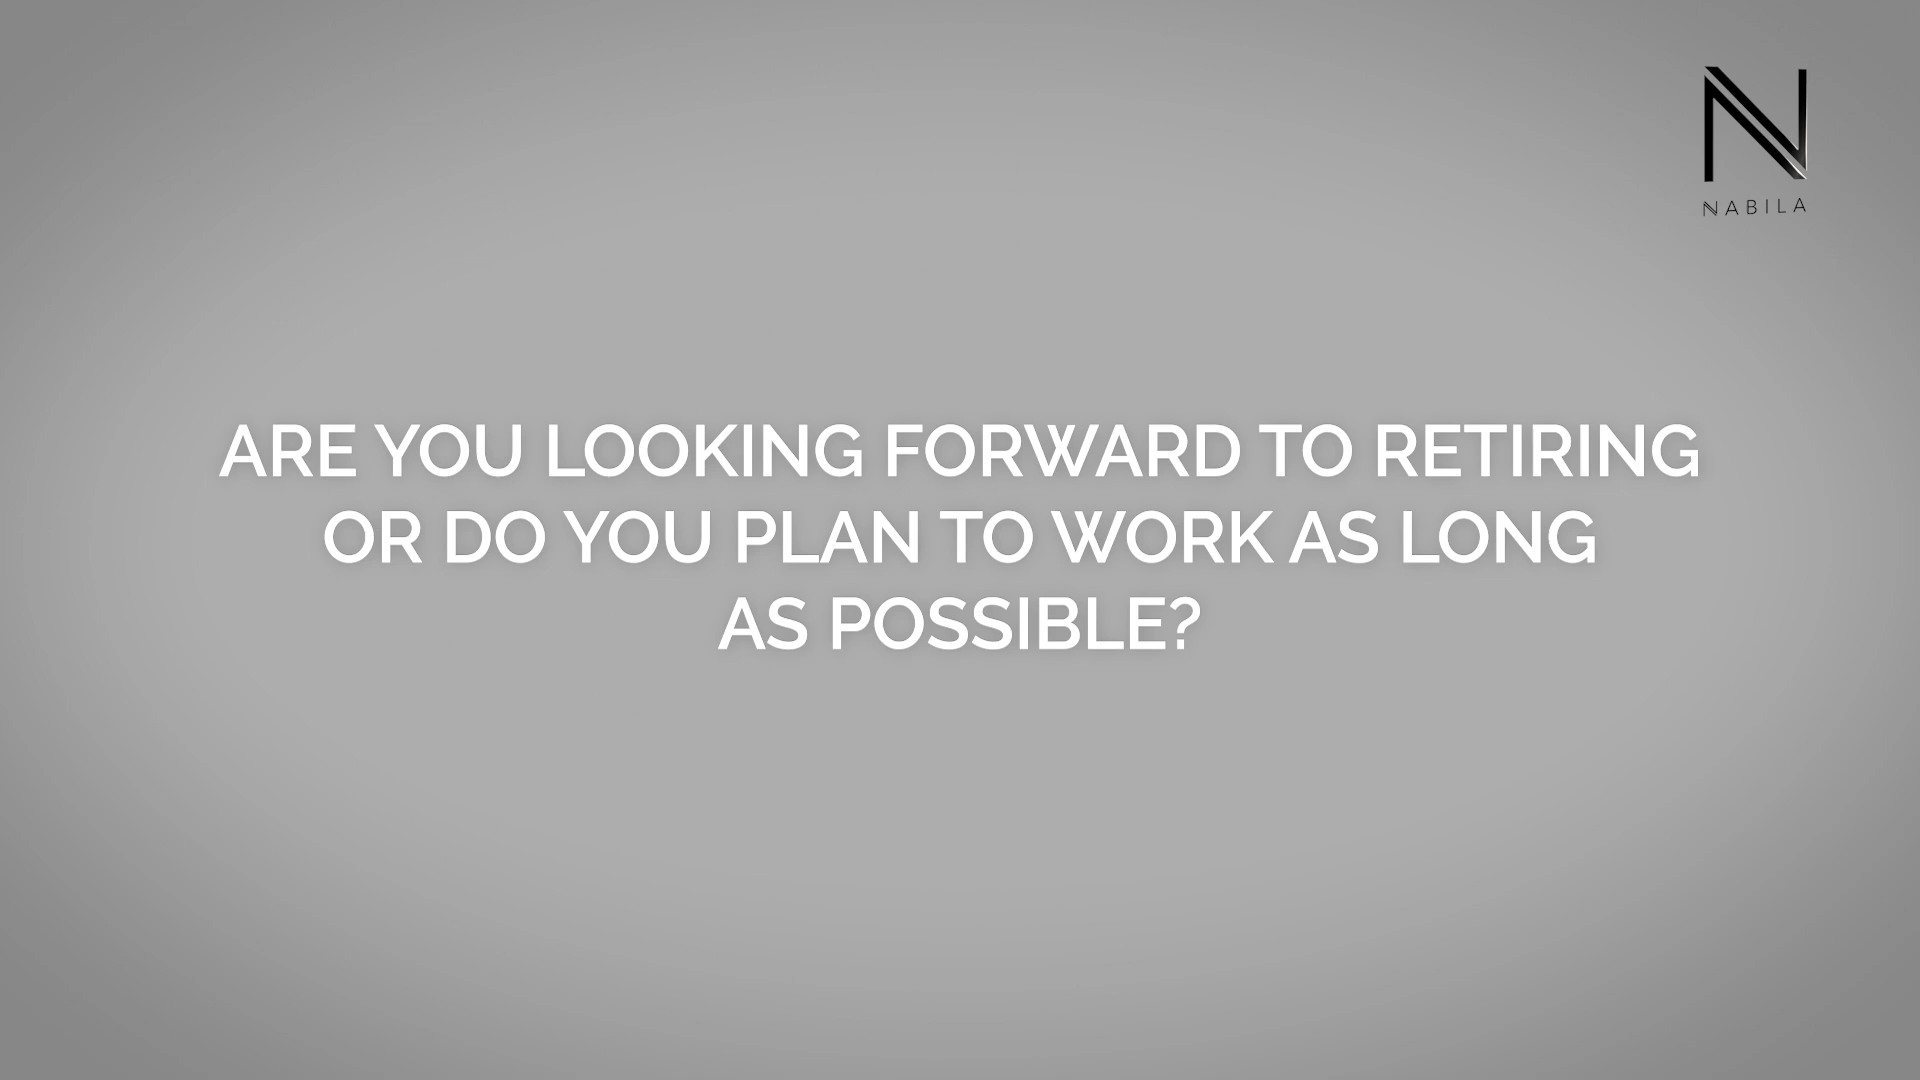 NABILA
ARE YOU LOOKING FORWARD TO RETIRING
OR DO YOU PLAN TO WORK AS LONG
AS POSSIBLE?